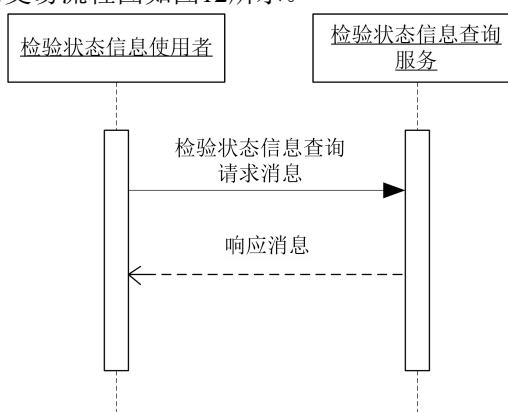 交易流程图如图12所示。
检验状态信息使用者
检验状态信息查询
服务
检验状态信息查询
请求消息
响应消息